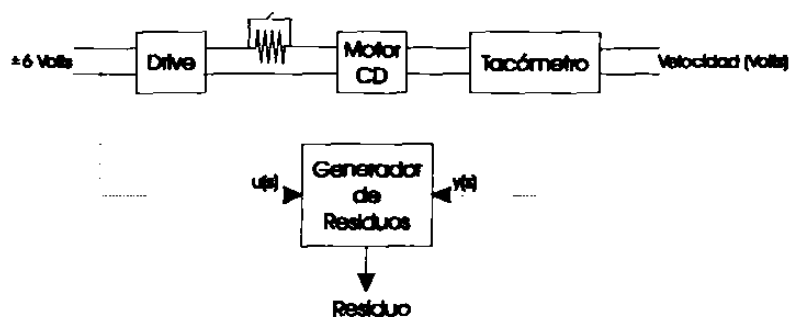 ±6 Volts
Drive
Motor
CD
Tacómetro
Velocidad (Volts)
u(s)
Generador
de
Residuos
y(s)
Residuo